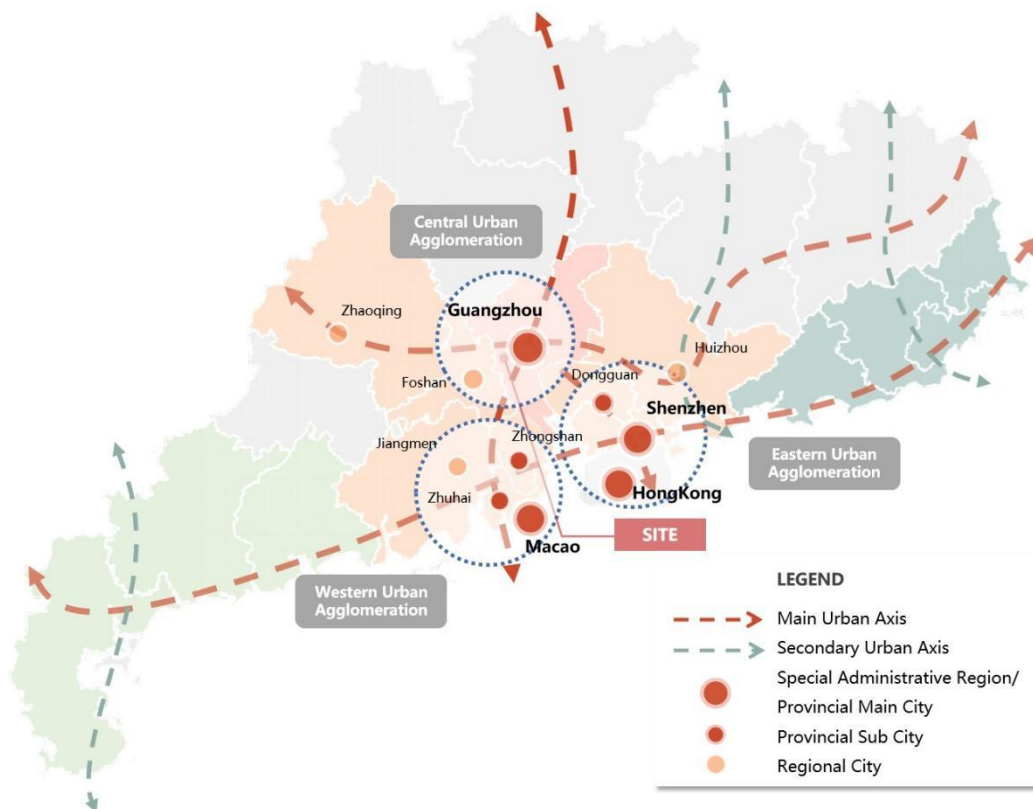 Central Urban
Agglomeration
Zhaoqing
Guangzhou
Huizhou
Foshan
Dongguan
Shenzhen
Jiangmen
Zhongshan
Eastern Urban
Agglomeration
Zhuhai
HongKong
SITE
Macao
Western Urban
Agglomeration
LEGEND
Main Urban Axis
Secondary Urban Axis
Special Administrative Region/
Provincial Main City
Provincial Sub City
Regional City